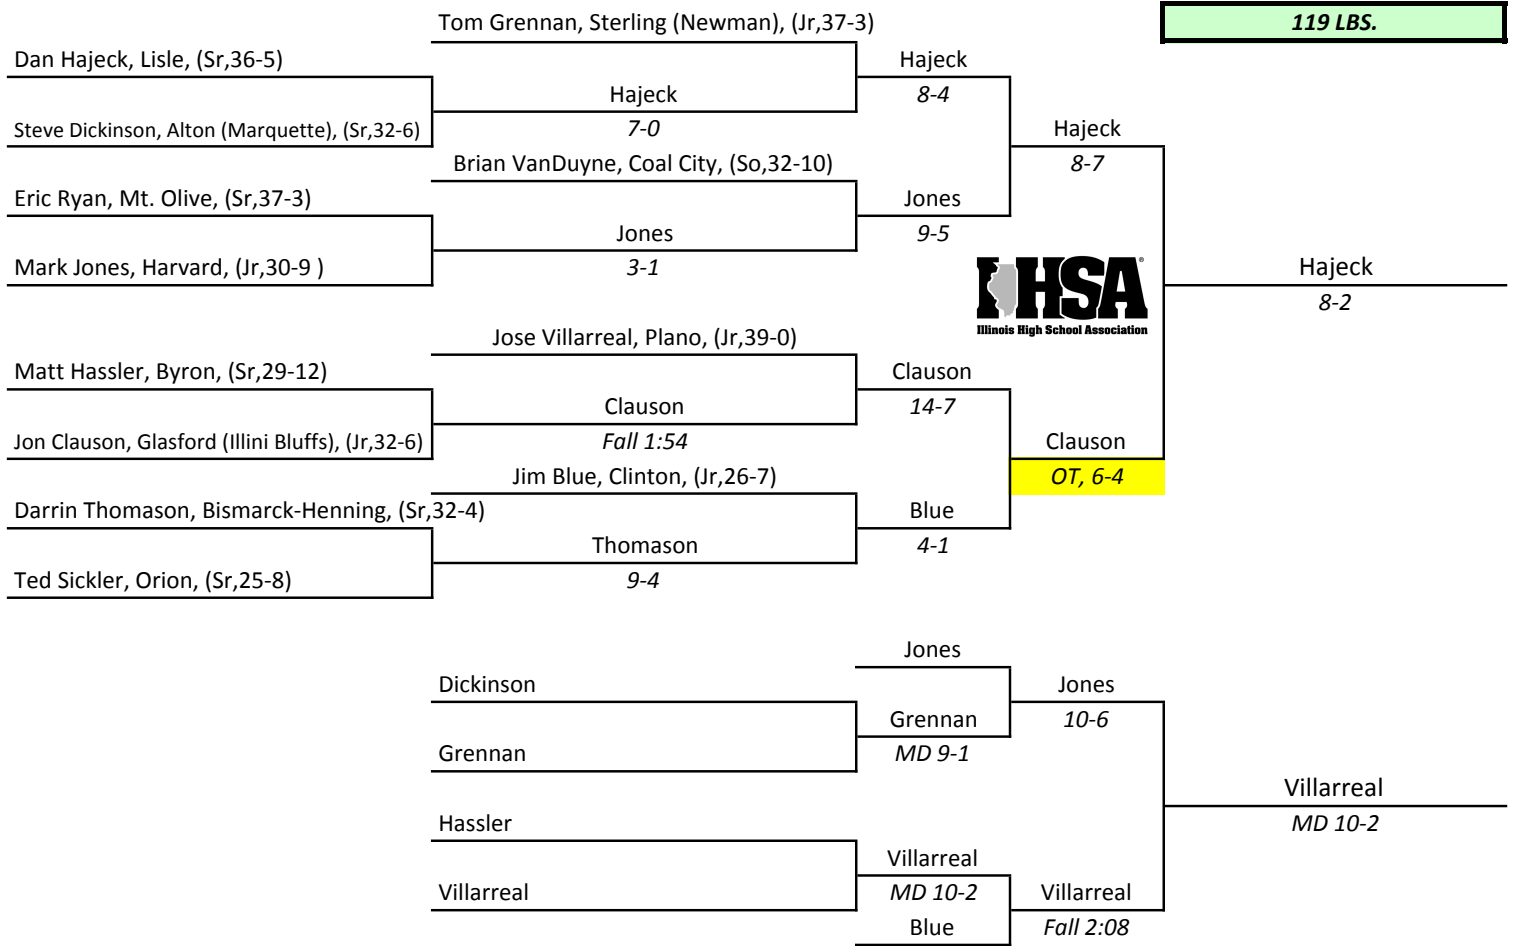 Tom Grennan, Sterling (Newman), (Jr,37-3)
119 LBS.
Dan Hajeck, Lisle, (Sr,36-5)
Hajeck
Hajeck
8-4
Steve Dickinson, Alton (Marquette), (Sr,32-6)
7-0
Hajeck
Brian VanDuyne, Coal City, (So,32-10)
8-7
Eric Ryan, Mt. Olive, (Sr,37-3)
Jones
Jones
9-5
Mark Jones, Harvard, (Jr,30-9 )
3-1
IHSA®
Illinois High School Association
Hajeck
8-2
Jose Villarreal, Plano, (Jr,39-0)
Matt Hassler, Byron, (Sr,29-12)
Clauson
Clauson
14-7
Jon Clauson, Glasford (Illini Bluffs), (Jr,32-6)
Fall 1:54
Clauson
Jim Blue, Clinton, (Jr,26-7)
OT, 6-4
Darrin Thomason, Bismarck-Henning, (Sr,32-4)
Blue
Thomason
4-1
Ted Sickler, Orion, (Sr,25-8)
9-4
Jones
Dickinson
Jones
Grennan
10-6
Grennan
MD 9-1
Villarreal
Hassler
MD 10-2
Villarreal
Villarreal
MD 10-2
Villarreal
Blue
Fall 2:08